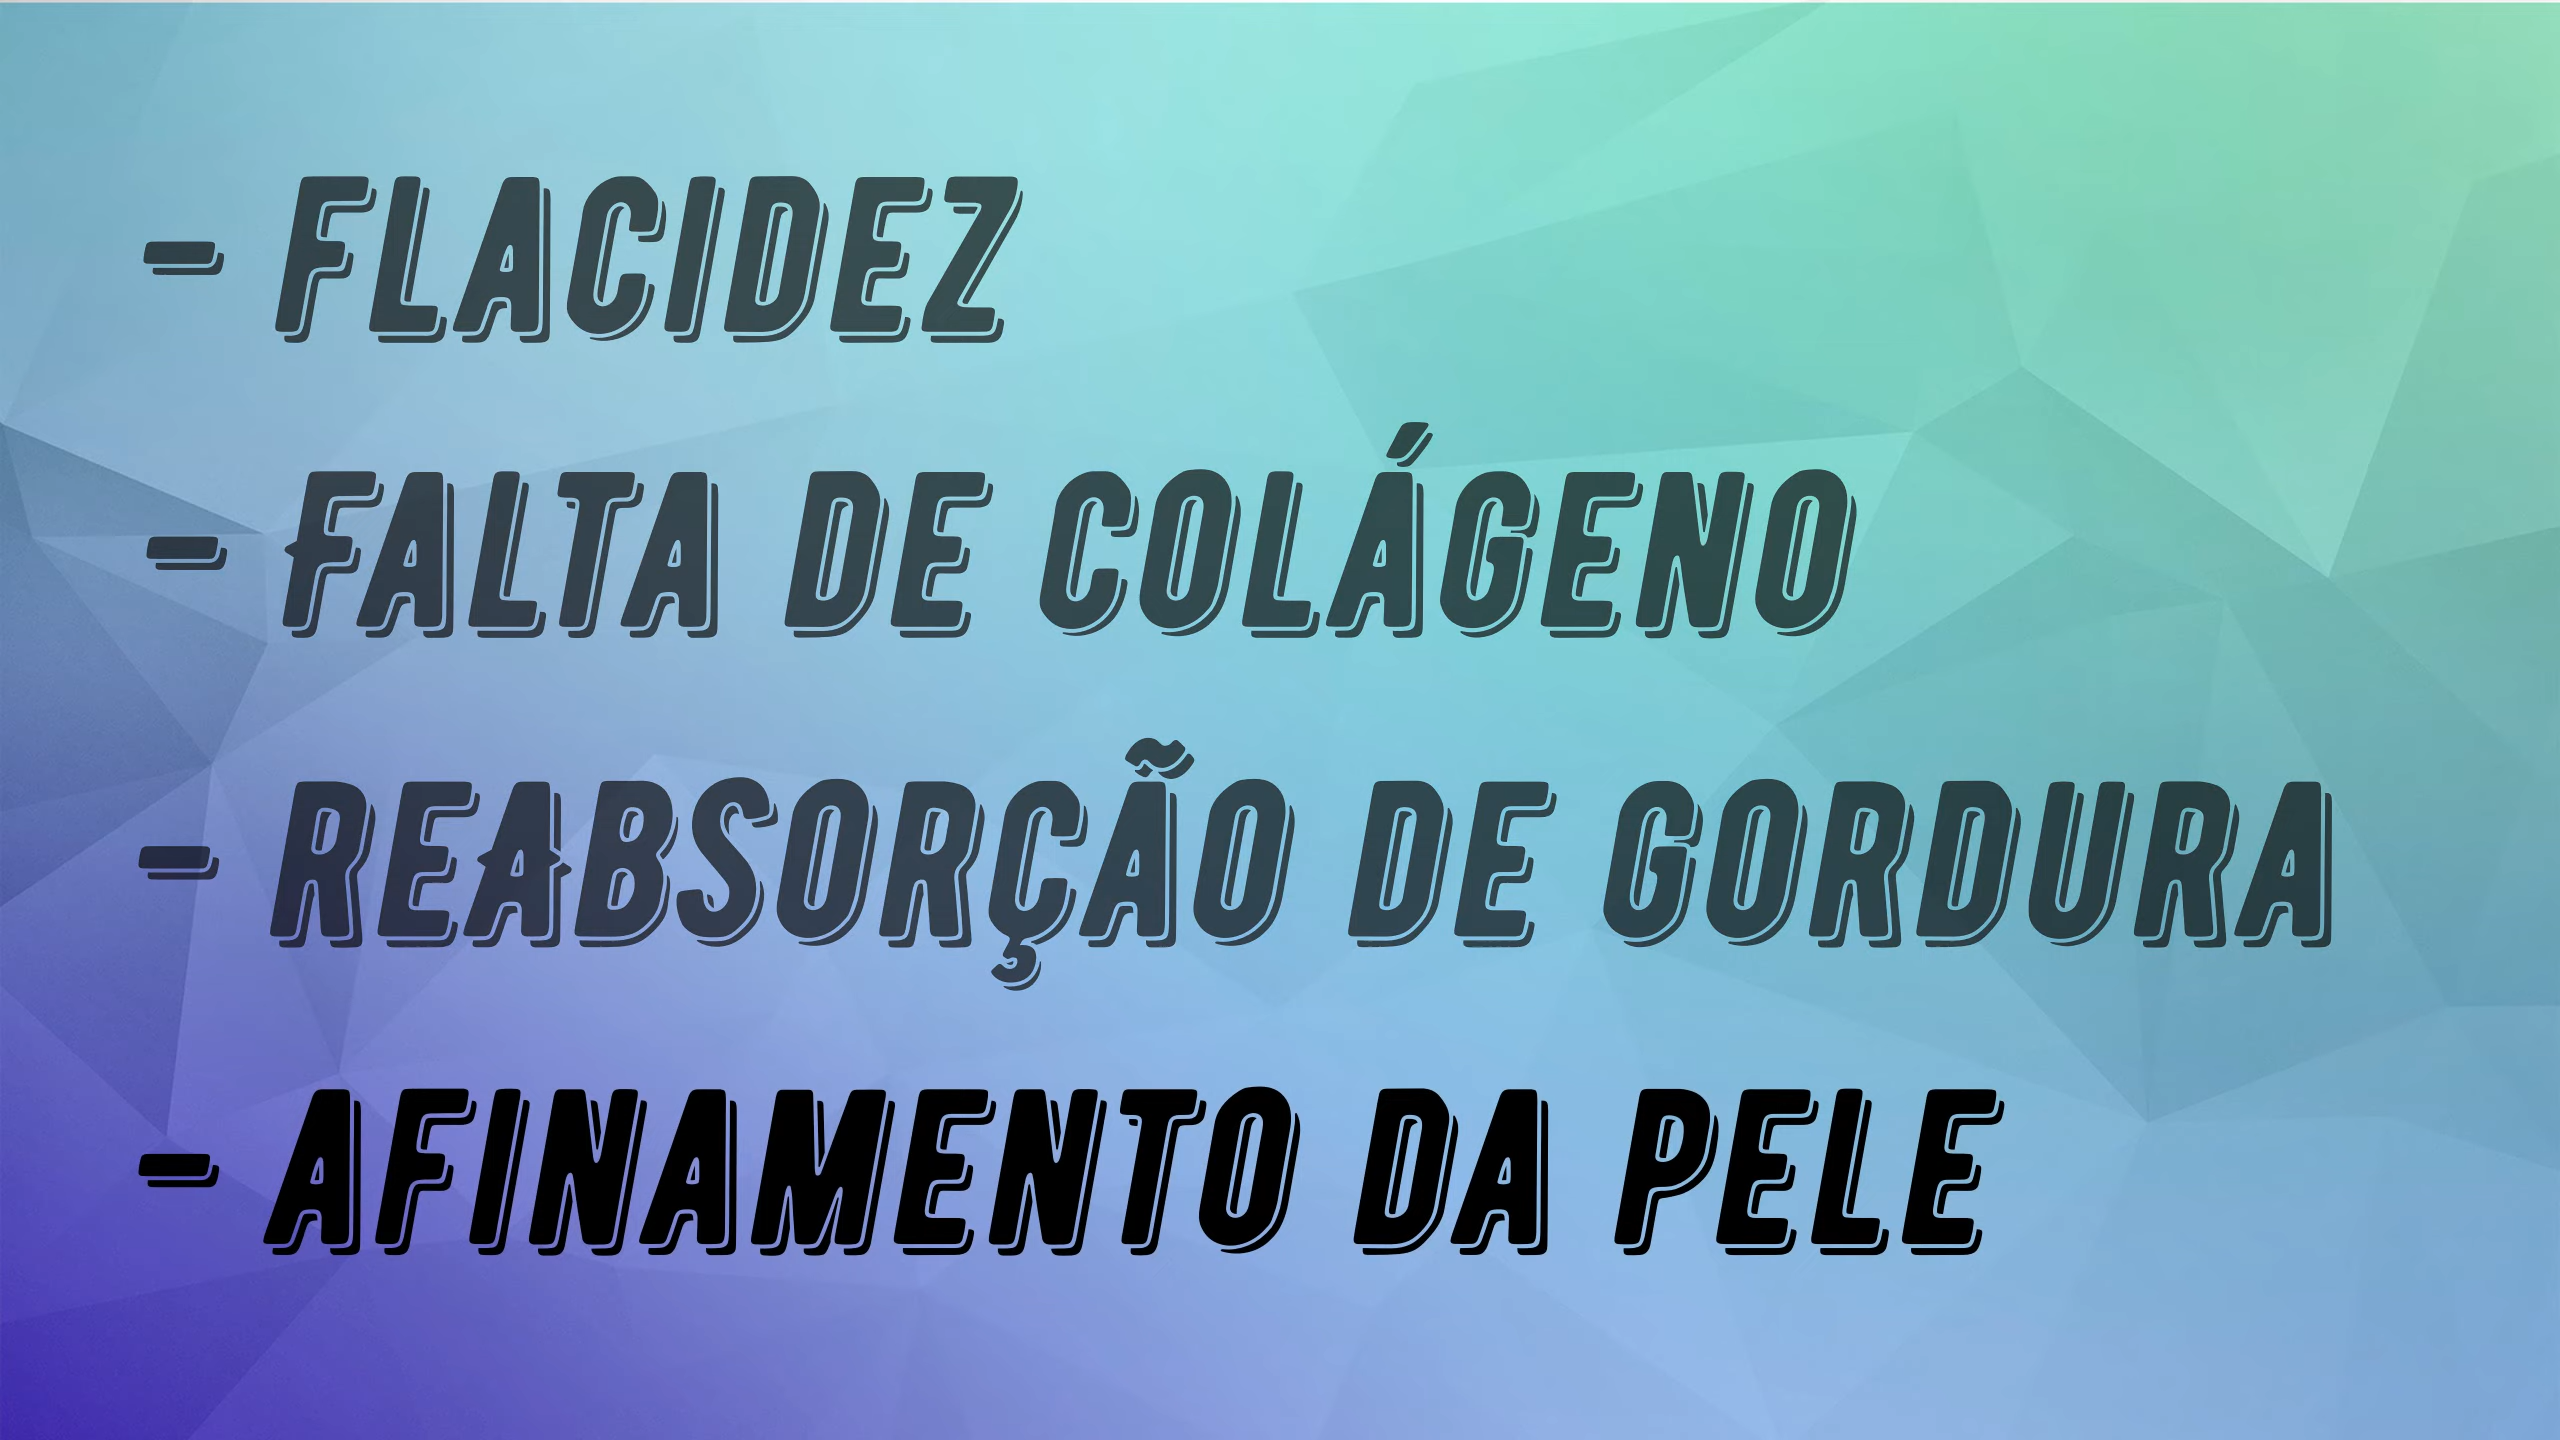 - FLACIDEZ
- FALTA DE COLÁGENO
- REABSORÇÃO DE GORDURA
- AFINAMENTO DA PELE